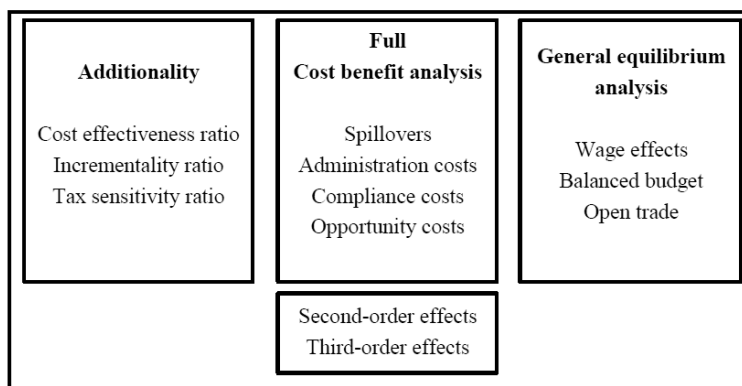 Additionality
Cost effectiveness ratio
Incrementality ratio
Tax sensitivity ratio
Full
Cost benefit analysis
Spillovers
Administration costs
Compliance costs
Opportunity costs
General equilibrium
analysis
Wage effects
Balanced budget
Open trade
Second-order effects
Third-order effects